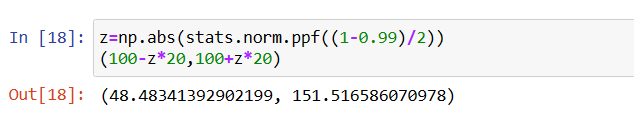 In [18]: z=np.abs(stats.norm.ppf((1-0.99)/2))
(100-z*20,100+z*20)
Out[18]: (48.48341392902199, 151.516586070978)